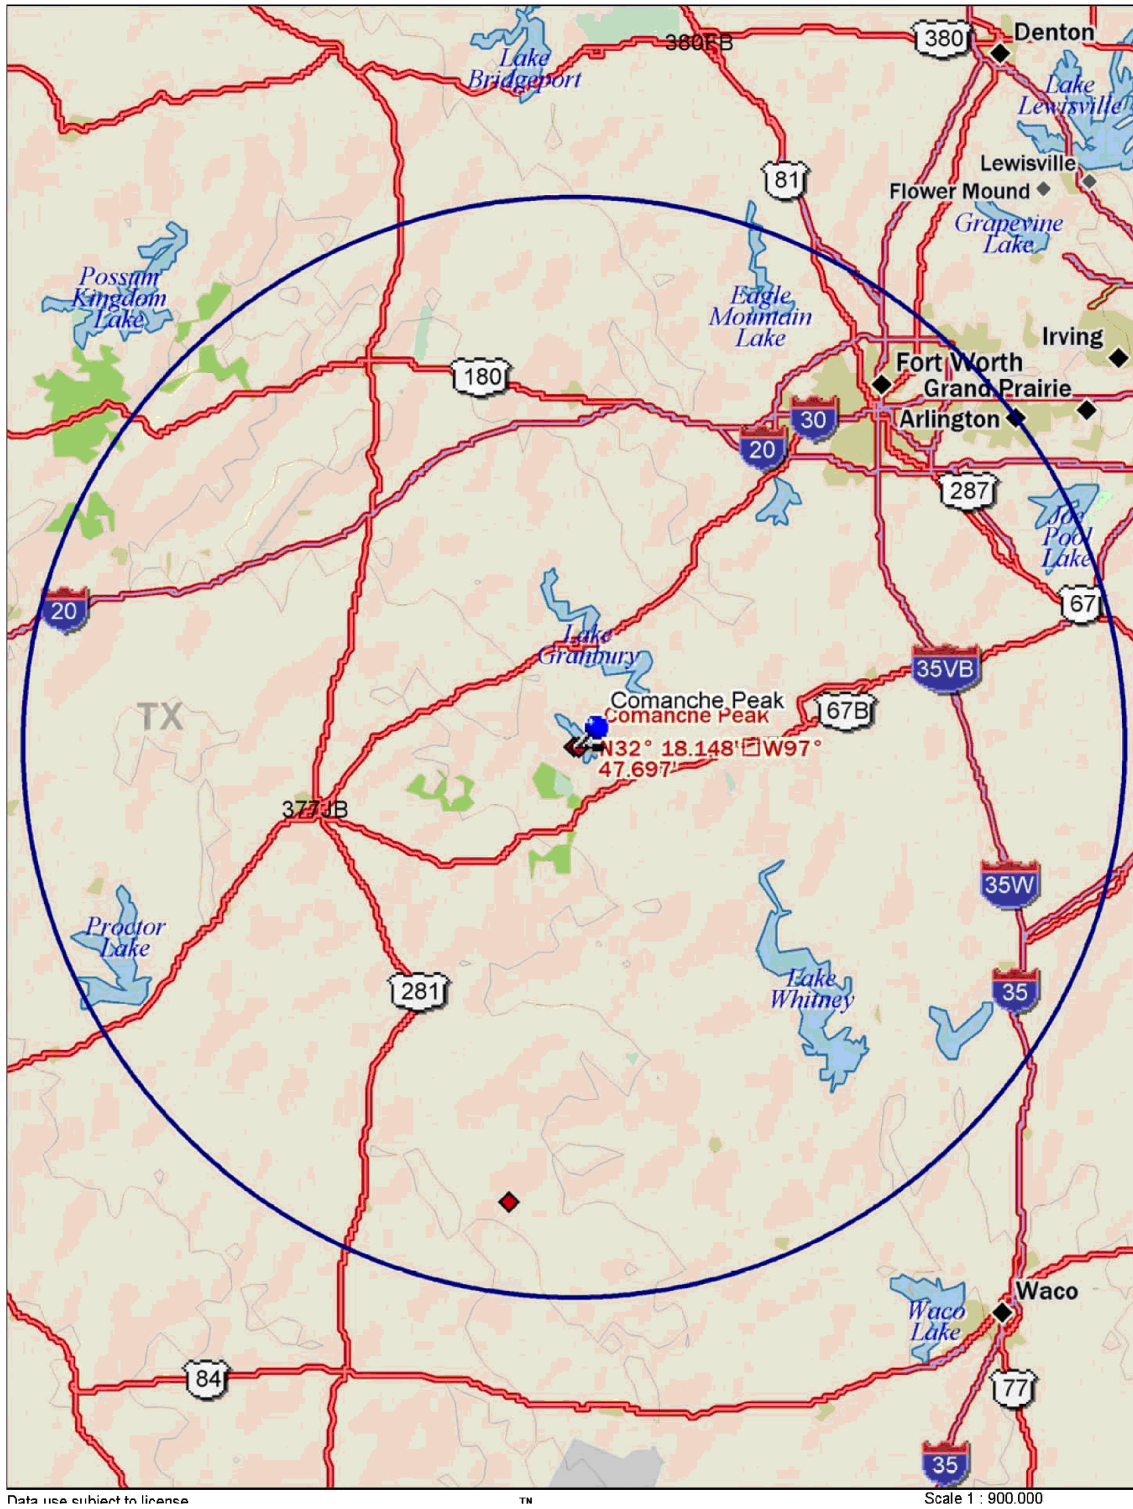 380FB
380
Denton
Lake
Bridgeport
Lake
Lewisville
81
Lewisville
Flower Mound
Grapevine
Lake
Possum
Kingdom
Lake
Eagle
Mountain
Lake
Irving
180
Fort Worth
Grand Prairie
30
Arlington
20
287
Joe
Pool
Lake
20
67
Lake
Granbury
35VB
Comanche Peak
67B
TX
Comanche Peak
N32° 18.148' W97°
47.697'
377JB
35W
Proctor
Lake
281
Lake
Whitney
35
Waco
Waco
Lake
84
77
35
Data use subject to license.
TN
Scale 1 : 900,000